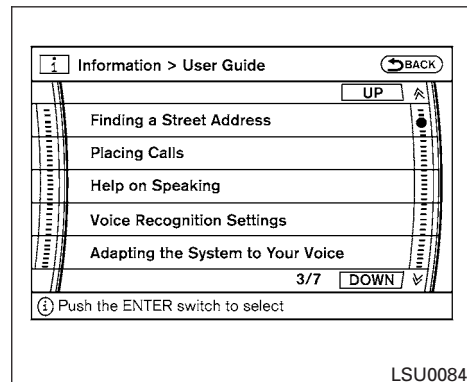 i Information > User Guide BACK
UP
Finding a Street Address
Placing Calls
Help on Speaking
Voice Recognition Settings
Adapting the System to Your Voice
3/7 DOWN
i Push the ENTER switch to select
LSU0084